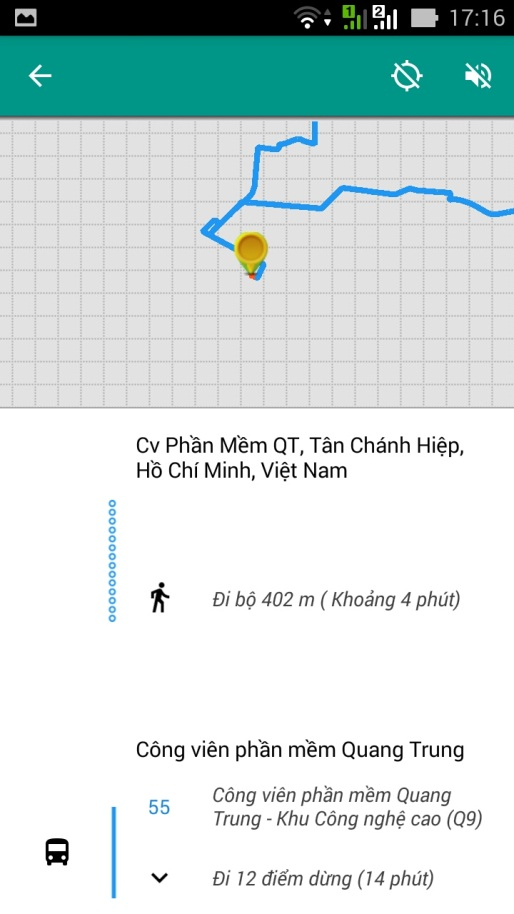 1
2
17:16
Cv Phần Mềm QT, Tân Chánh Hiệp,
Hồ Chí Minh, Việt Nam
Đi bộ 402 m ( Khoảng 4 phút)
Công viên phần mềm Quang Trung
55
Công viên phần mềm Quang
Trung - Khu Công nghệ cao (Q9)
Đi 12 điểm dừng (14 phút)